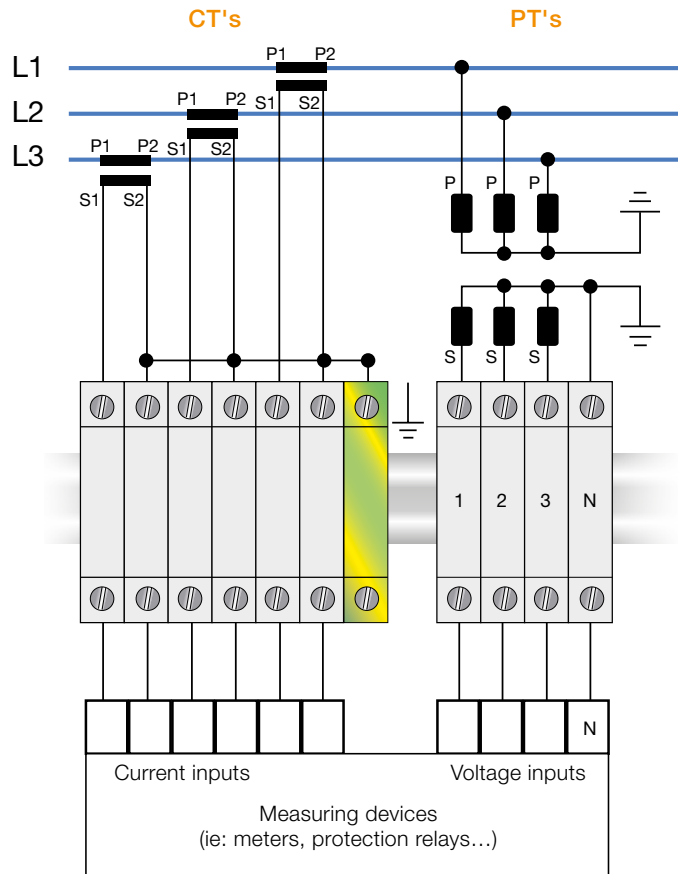 CT's PT's
L1 P1 P2
S1 S2
L2 P1 P2
S1 S2
L3 P1 P2
S1 S2
P P P
S S S
1 2 3 N
N
Current inputs Voltage inputs
Measuring devices
(ie: meters, protection relays...)